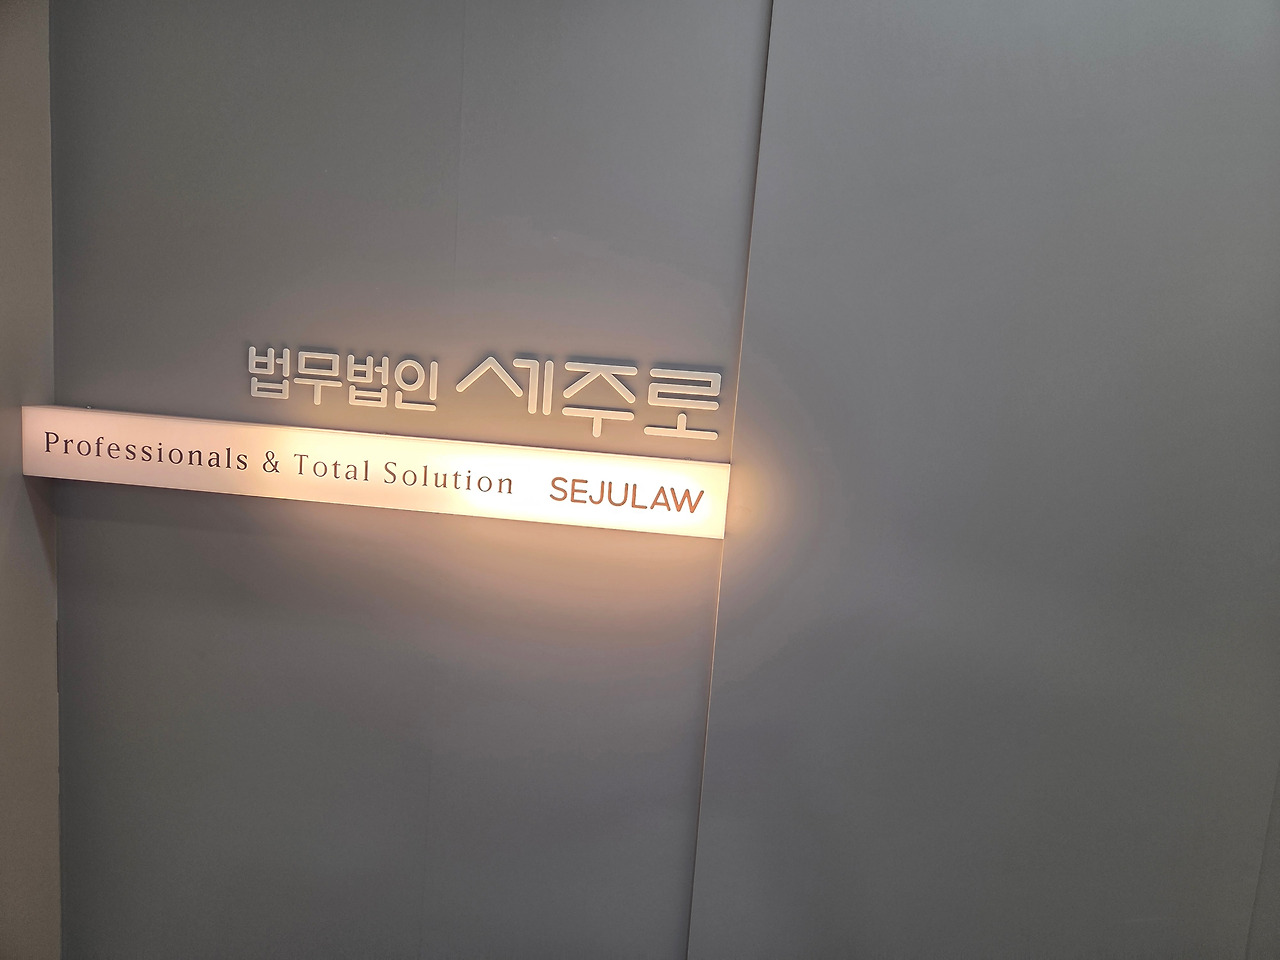 법무법인 세주로
Professionals & Total Solution SEJULAW